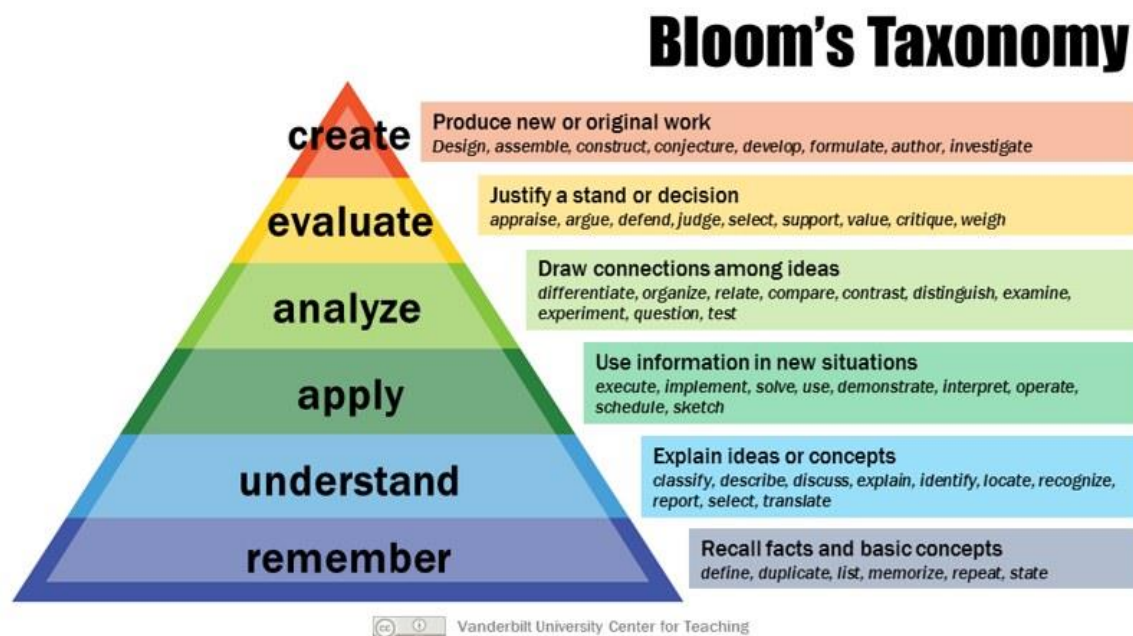 Bloom's Taxonomy
create
Produce new or original work
Design, assemble, construct, conjecture, develop, formulate, author, investigate
evaluate
Justify a stand or decision
appraise, argue, defend, judge, select, support, value, critique, weigh
analyze
Draw connections among ideas
differentiate, organize, relate, compare, contrast, distinguish, examine,
experiment, question, test
apply
Use information in new situations
execute, implement, solve, use, demonstrate, interpret, operate,
schedule, sketch
understand
Explain ideas or concepts
classify, describe, discuss, explain, identify, locate, recognize,
report, select, translate
remember
Recall facts and basic concepts
define, duplicate, list, memorize, repeat, state
cc Vanderbilt University Center for Teaching